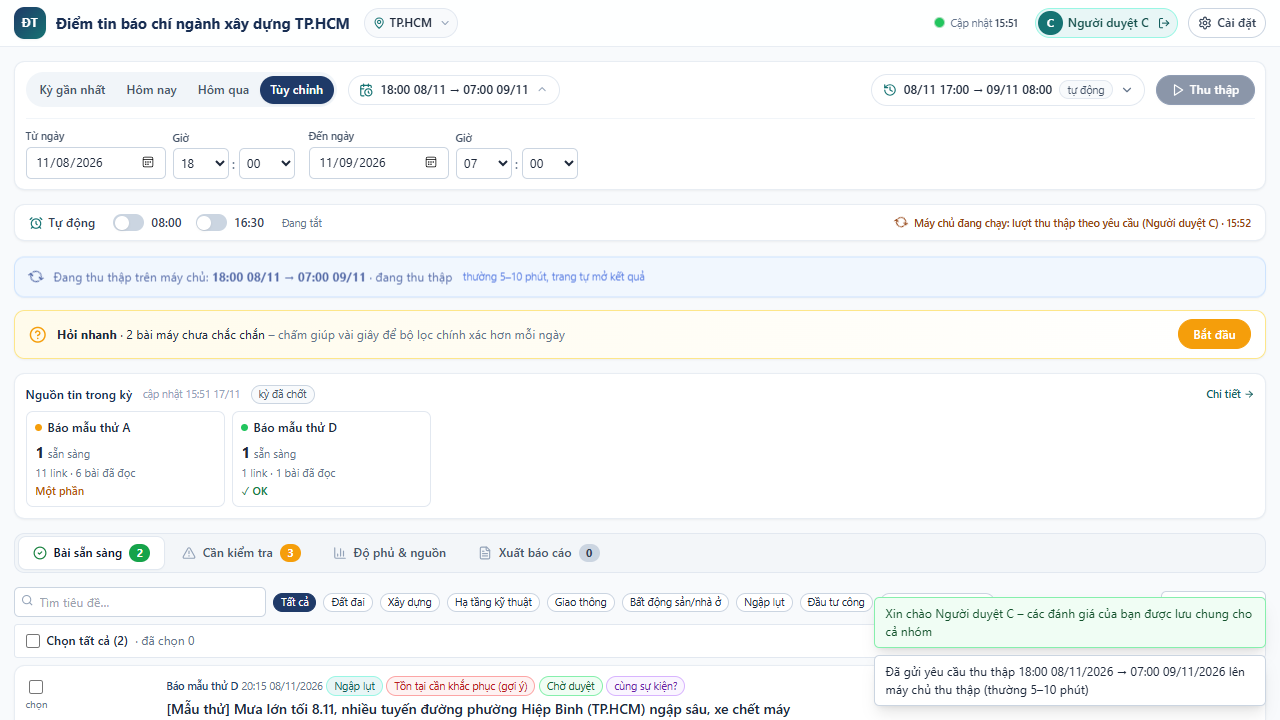 ĐT Điểm tin báo chí ngành xây dựng TP.HCM TP.HCM Cập nhật 15:51 C Người duyệt C Cài đặt
Kỳ gần nhất Hôm nay Hôm qua Tùy chỉnh 18:00 08/11 → 07:00 09/11 08/11 17:00 → 09/11 08:00 tự động Thu thập
Từ ngày Giờ Đến ngày Giờ
11/08/2026 18 : 00 11/09/2026 07 : 00
Tự động 08:00 16:30 Đang tắt Máy chủ đang chạy: lượt thu thập theo yêu cầu (Người duyệt C) · 15:52
Đang thu thập trên máy chủ: 18:00 08/11 → 07:00 09/11 · đang thu thập thường 5–10 phút, trang tự mở kết quả
Hỏi nhanh · 2 bài máy chưa chắc chắn – chấm giúp vài giây để bộ lọc chính xác hơn mỗi ngày Bắt đầu
Nguồn tin trong kỳ cập nhật 15:51 17/11 kỳ đã chốt Chi tiết →
Báo mẫu thử A Báo mẫu thử D
1 sẵn sàng 1 sẵn sàng
11 link · 6 bài đã đọc 1 link · 1 bài đã đọc
Một phần ✓ OK
Bài sẵn sàng 2 Cần kiểm tra 3 Độ phủ & nguồn Xuất báo cáo 0
Tìm tiêu đề... Tất cả Đất đai Xây dựng Hạ tầng kỹ thuật Giao thông Bất động sản/nhà ở Ngập lụt Đầu tư công
Xin chào Người duyệt C – các đánh giá của bạn được lưu chung cho
cả nhóm
Chọn tất cả (2) · đã chọn 0
Đã gửi yêu cầu thu thập 18:00 08/11/2026 → 07:00 09/11/2026 lên
máy chủ thu thập (thường 5–10 phút)
chọn
Báo mẫu thử D 20:15 08/11/2026 Ngập lụt Tồn tại cần khắc phục (gợi ý) Chờ duyệt cùng sự kiện?
[Mẫu thử] Mưa lớn tối 8.11, nhiều tuyến đường phường Hiệp Bình (TP.HCM) ngập sâu, xe chết máy